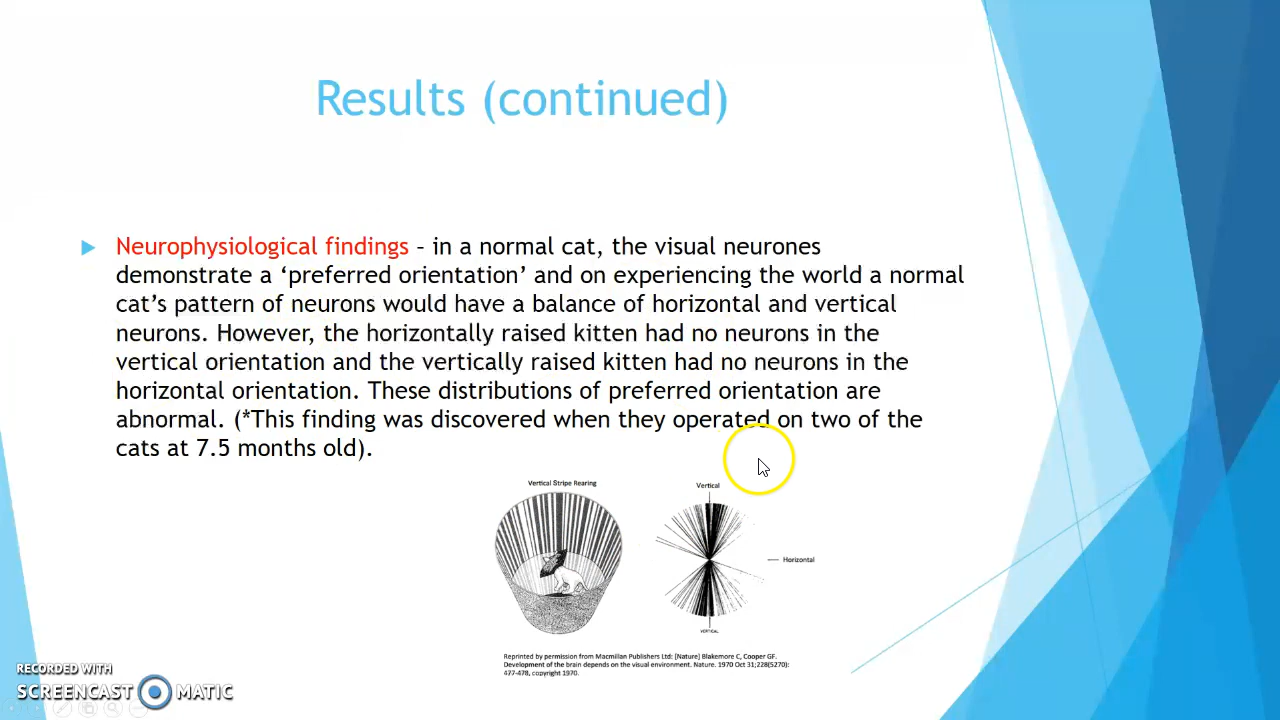 Results (continued)
Neurophysiological findings – in a normal cat, the visual neurones
demonstrate a ‘preferred orientation’ and on experiencing the world a normal
cat’s pattern of neurons would have a balance of horizontal and vertical
neurons. However, the horizontally raised kitten had no neurons in the
vertical orientation and the vertically raised kitten had no neurons in the
horizontal orientation. These distributions of preferred orientation are
abnormal. (*This finding was discovered when they operated on two of the
cats at 7.5 months old).
Vertical Stripe Rearing
Vertical
Horizontal
VERTICAL
Reprinted by permission from Macmillan Publishers Ltd: [Nature] Blakemore C, Cooper GF.
Development of the brain depends on the visual environment. Nature. 1970 Oct 31;228(5270):
477-478, copyright 1970.
RECORDED WITH
SCREENCAST MATIC